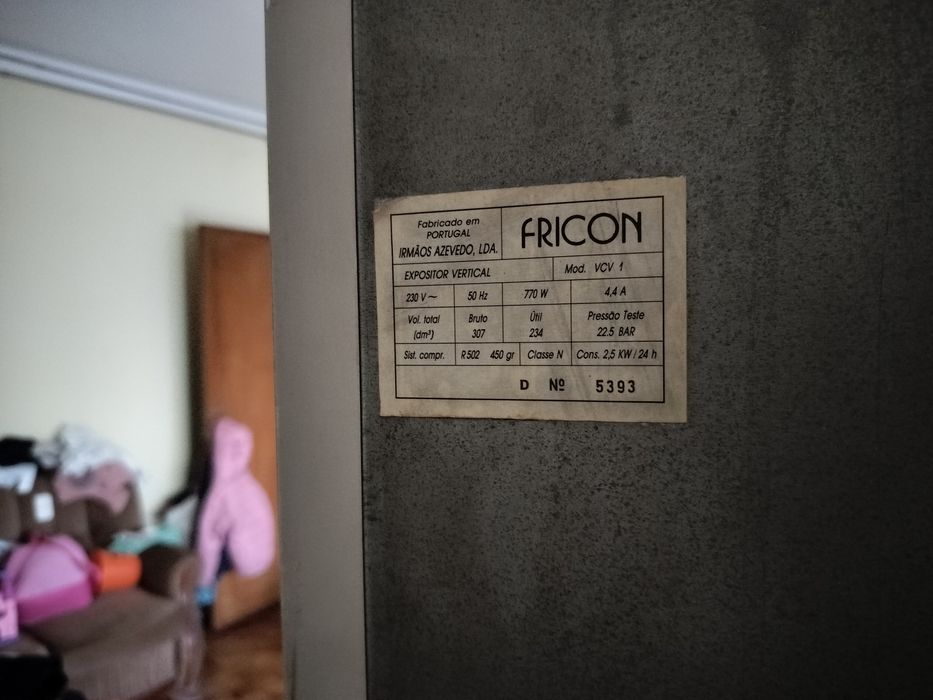 Fabricado em
PORTUGAL
IRMÃOS AZEVEDO, LDA.
FRICON
EXPOSITOR VERTICAL
Mod. VCV 1
230 V ~ 50 Hz 770 W 4,4 A
Vol. total Bruto Útil Pressão Teste
(dm³) 307 234 22.5 BAR
Sist. compr. R502 450 gr Classe N Cons. 2,5 KW / 24 h
D Nº 5393